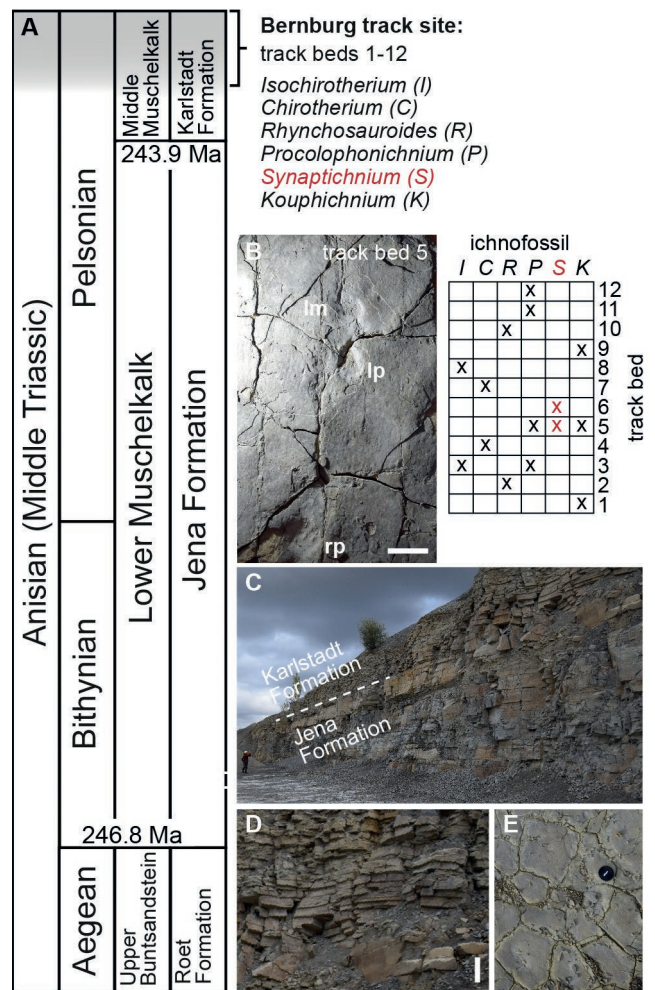 A
Anisian (Middle Triassic)
Pelsonian
Bithynian
Aegean
Middle
Muschelkalk
Karlstadt
Formation
243.9 Ma
Lower Muschelkalk
Jena Formation
246.8 Ma
Upper
Buntsandstein
Roet
Formation
Bernburg track site:
track beds 1-12
Isochirotherium (I)
Chirotherium (C)
Rhynchosauroides (R)
Procolophonichnium (P)
Synaptichnium (S)
Kouphichnium (K)
B
track bed 5
lm
lp
rp
ichnofossil
I C R P S K
x 12
x 11
x 10
x 9
x 8
x 7
x 6
x x x 5
x 4
x x 3
x 2
x 1
track bed
C
Karlstadt
Formation
Jena
Formation
D
E